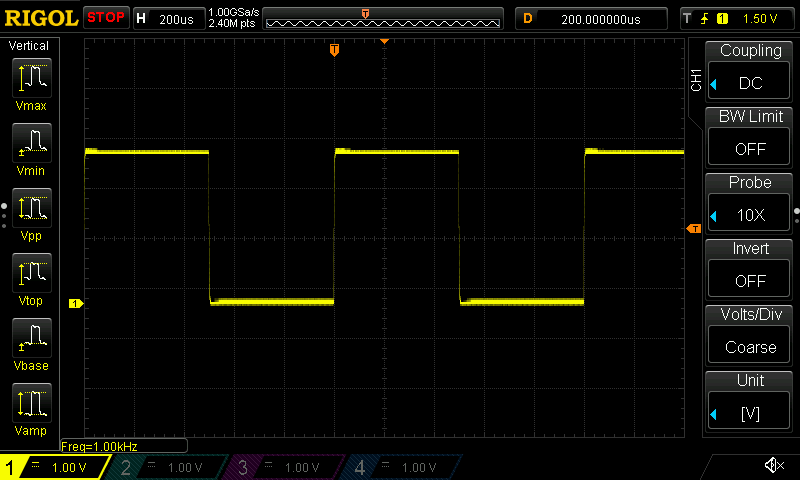 RIGOL STOP H 200us 1.00GSa/s D 200.000000us T 1 1.50 V
2.40M pts
T
Vertical
Vmax
Vmin
Vpp
Vtop
Vbase
Vamp
T
T
1
CH1
Coupling
DC
BW Limit
OFF
Probe
10X
Invert
OFF
Volts/Div
Coarse
Unit
[V]
Freq=1.00kHz
1 1.00 V 2 1.00 V 3 1.00 V 4 1.00 V